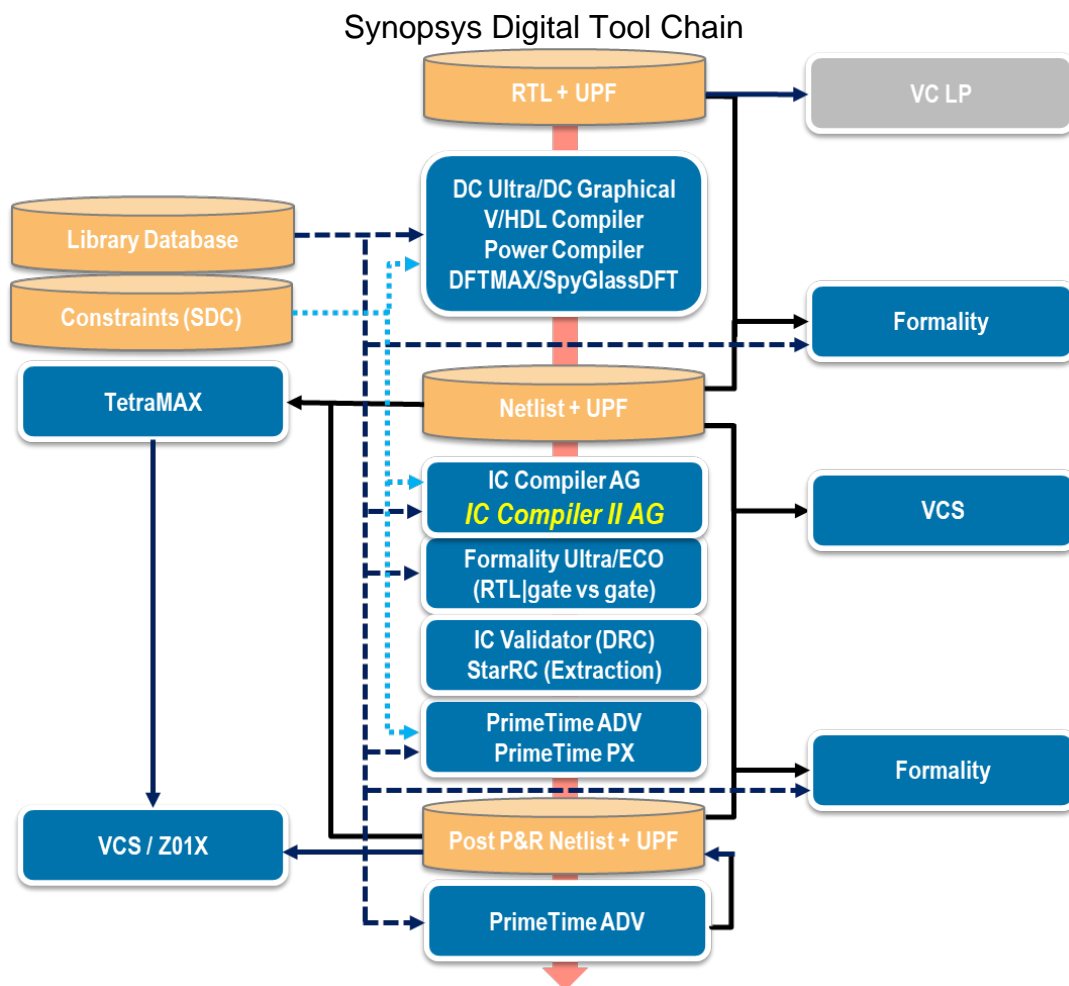 Synopsys Digital Tool Chain
RTL + UPF
VC LP
DC Ultra/DC Graphical
V/HDL Compiler
Power Compiler
DFTMAX/SpyGlassDFT
Library Database
Constraints (SDC)
Formality
TetraMAX
Netlist + UPF
IC Compiler AG
IC Compiler II AG
VCS
Formality Ultra/ECO
(RTL|gate vs gate)
IC Validator (DRC)
StarRC (Extraction)
PrimeTime ADV
PrimeTime PX
Formality
VCS / Z01X
Post P&R Netlist + UPF
PrimeTime ADV